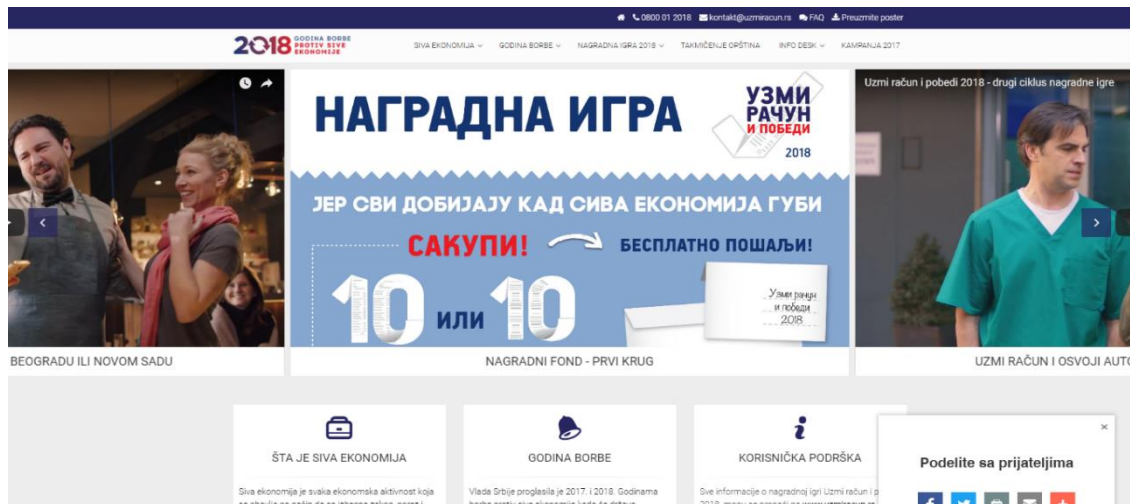 0800 01 2018 kontakt@uzmiracun.rs FAQ Preuzmite poster
2018 GODINA BORBE
PROTIV SIVE
EKONOMIJE
SIVA EKONOMIJA GODINA BORBE NAGRADNA IGRA 2018 TAKMIČENJE OPŠTINA INFO DESK KAMPANJA 2017
НАГРАДНА ИГРА
УЗМИ
РАЧУН
И ПОБЕДИ
2018
ЈЕР СВИ ДОБИЈАЈУ КАД СИВА ЕКОНОМИЈА ГУБИ
САКУПИ!
БЕСПЛАТНО ПОШАЉИ!
10 ИЛИ 10
Узми рачун
и победи
2018
Uzmi račun i pobedi 2018 - drugi ciklus nagradne igre
BEOGRADU ILI NOVOM SADU
NAGRADNI FOND - PRVI KRUG
UZMI RAČUN I OSVOJI AUTO
ŠTA JE SIVA EKONOMIJA
Siva ekonomija je svaka ekonomska aktivnost koja
GODINA BORBE
Vlada Srbije proglasila je 2017. i 2018. Godinama
KORISNIČKA PODRŠKA
Sve informacije o nagradnoj igri Uzmi račun i p
Podelite sa prijateljima